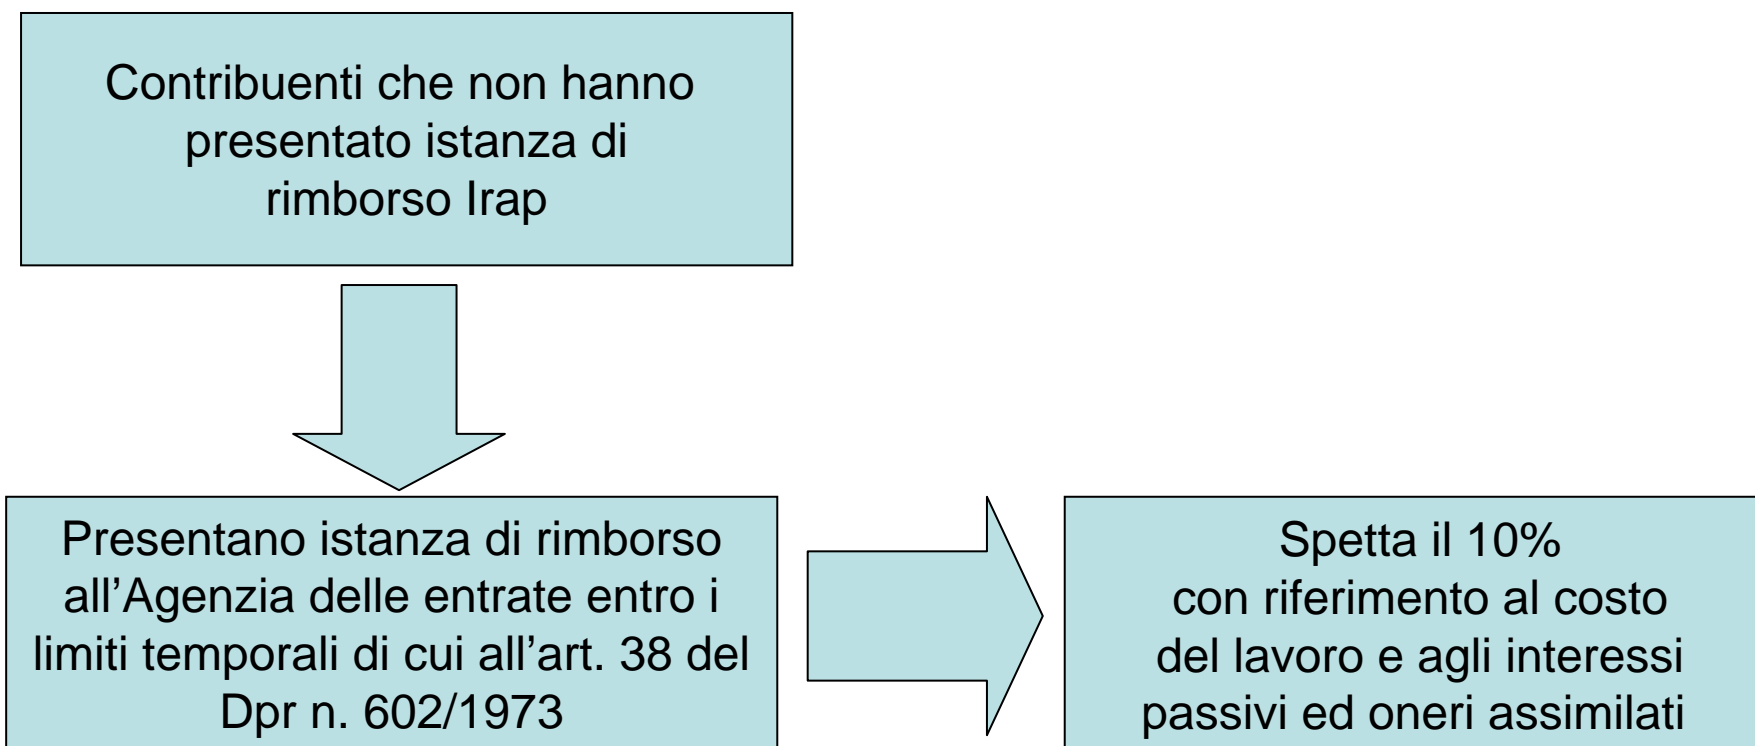 Contribuenti che non hanno
presentato istanza di
rimborso Irap
Presentano istanza di rimborso
all’Agenzia delle entrate entro i
limiti temporali di cui all’art. 38 del
Dpr n. 602/1973
Spetta il 10%
con riferimento al costo
del lavoro e agli interessi
passivi ed oneri assimilati